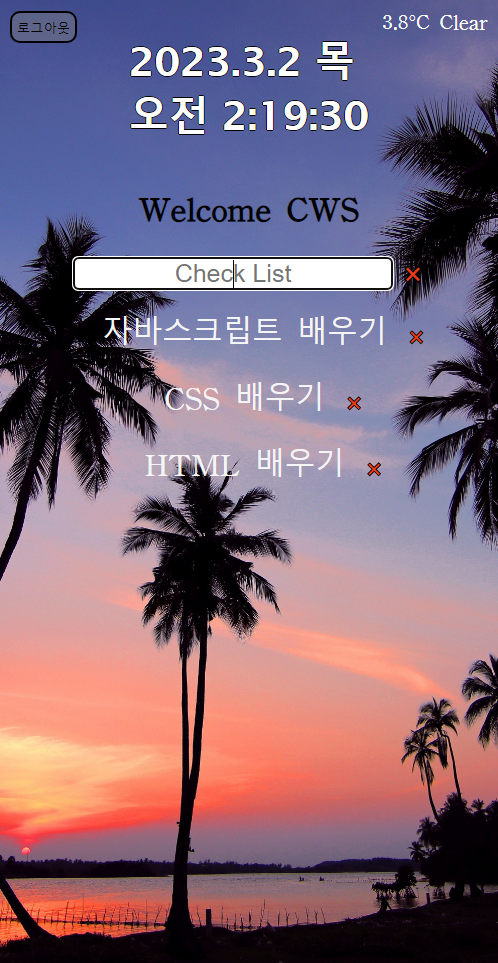 로그아웃
3.8°C Clear
2023.3.2 목
오전 2:19:30
Welcome CWS
Check List
자바스크립트 배우기
CSS 배우기
HTML 배우기